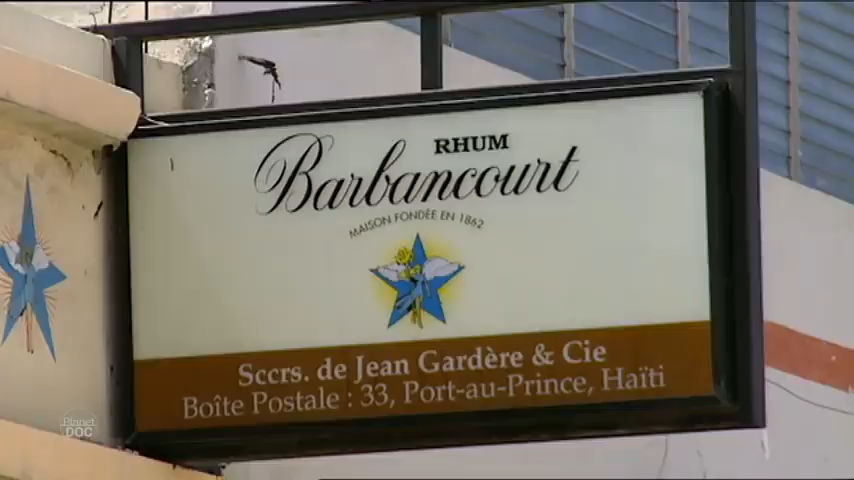 RHUM
Barbancourt
MAISON FONDÉE EN 1862
Sccrs. de Jean Gardère & Cie
Boîte Postale : 33, Port-au-Prince, Haïti
Planet
DOC